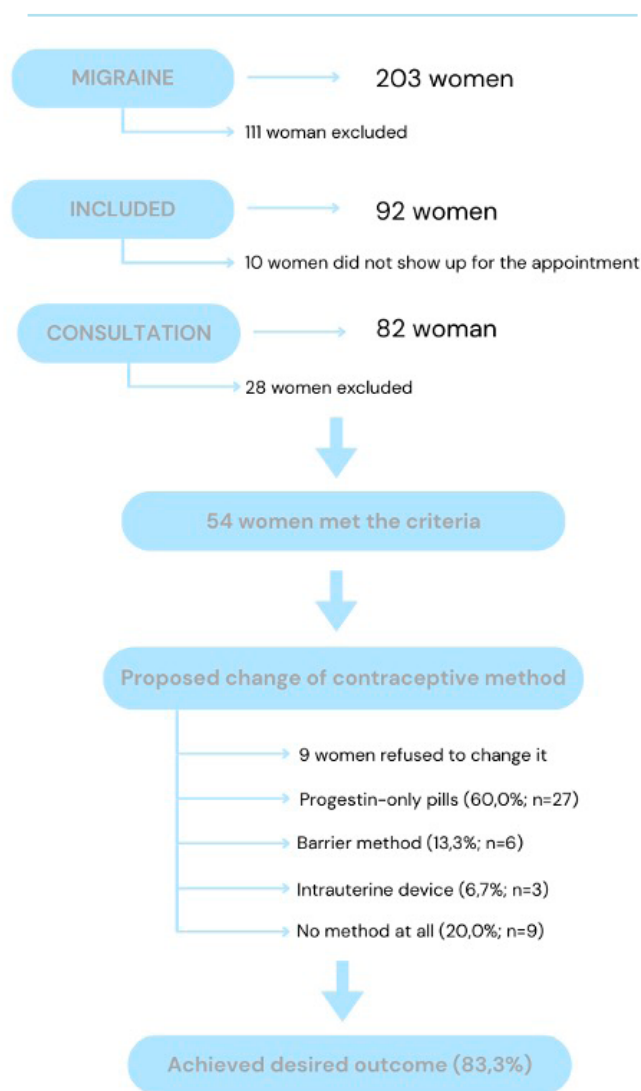 MIGRAINE
203 women
111 woman excluded
INCLUDED
92 women
10 women did not show up for the appointment
CONSULTATION
82 woman
28 women excluded
54 women met the criteria
Proposed change of contraceptive method
9 women refused to change it
Progestin-only pills (60,0%; n=27)
Barrier method (13,3%; n=6)
Intrauterine device (6,7%; n=3)
No method at all (20,0%; n=9)
Achieved desired outcome (83,3%)